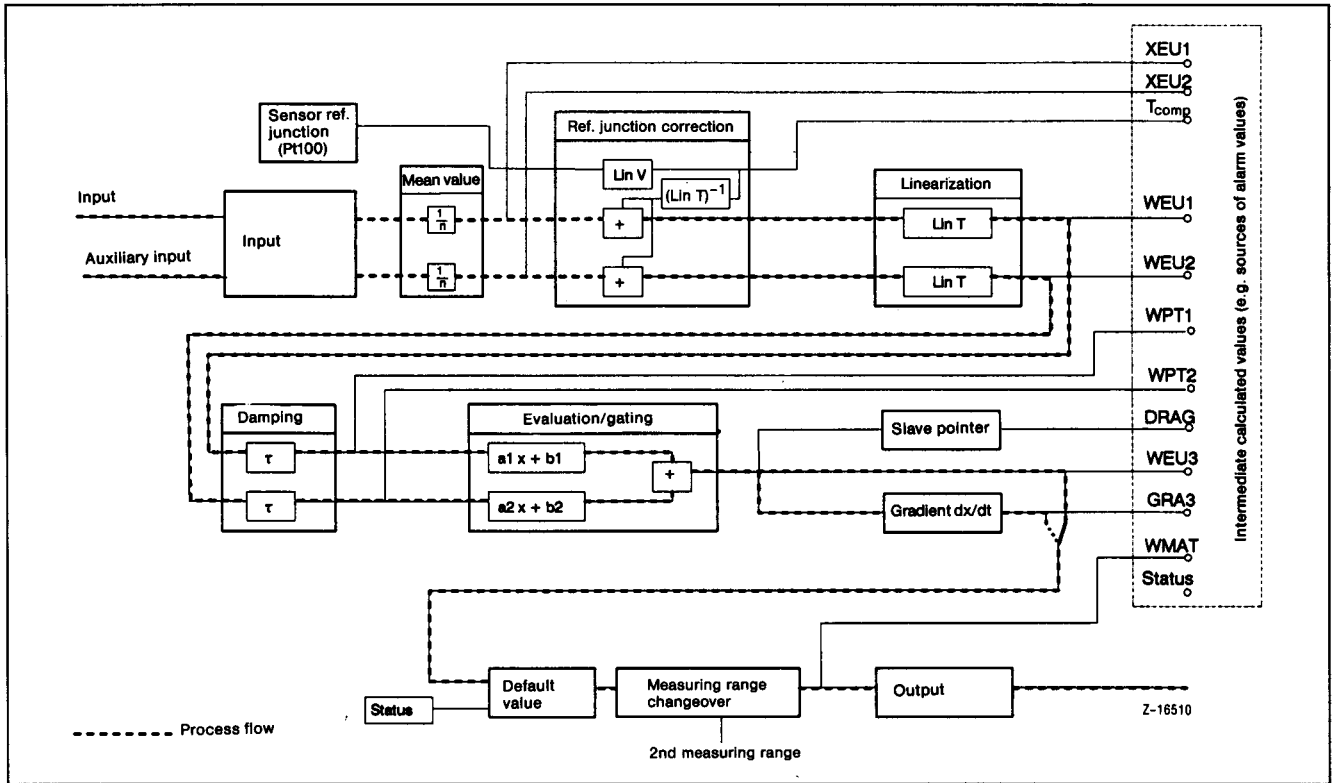 XEU1
XEU2
Tcomp
Sensor ref.
junction
(Pt100)
Ref. junction correction
Lin V
(Lin T)⁻¹
Mean value
Linearization
Input
Input
1/n
+
Lin T
WEU1
Auxiliary input
1/n
+
Lin T
WEU2
WPT1
WPT2
Damping
Evaluation/gating
Slave pointer
DRAG
τ
a1 x + b1
+
WEU3
τ
a2 x + b2
Gradient dx/dt
GRA3
WMAT
Status
Intermediate calculated values (e.g. sources of alarm values)
Status
Default
value
Measuring range
changeover
Output
Z-16510
Process flow
2nd measuring range